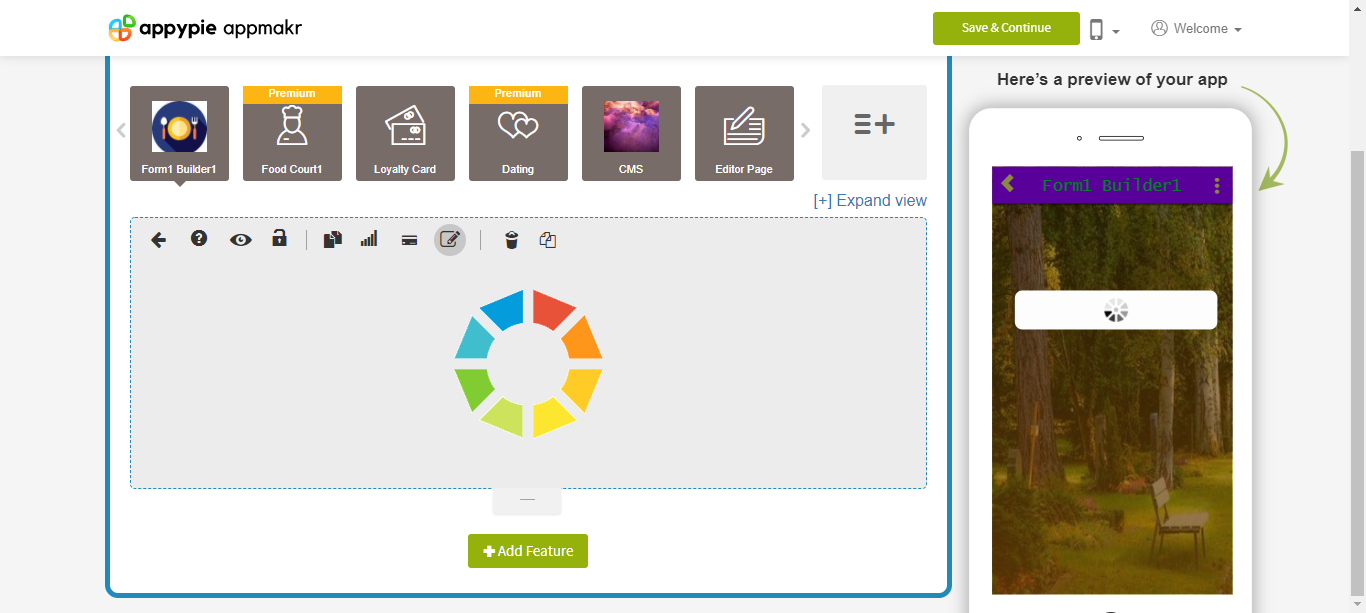 appypie appmakr
Save & Continue
Welcome
Here's a preview of your app
Premium
Premium
Form1 Builder1
Food Court1
Loyalty Card
Dating
CMS
Editor Page
[+] Expand view
Form1 Builder1
Add Feature